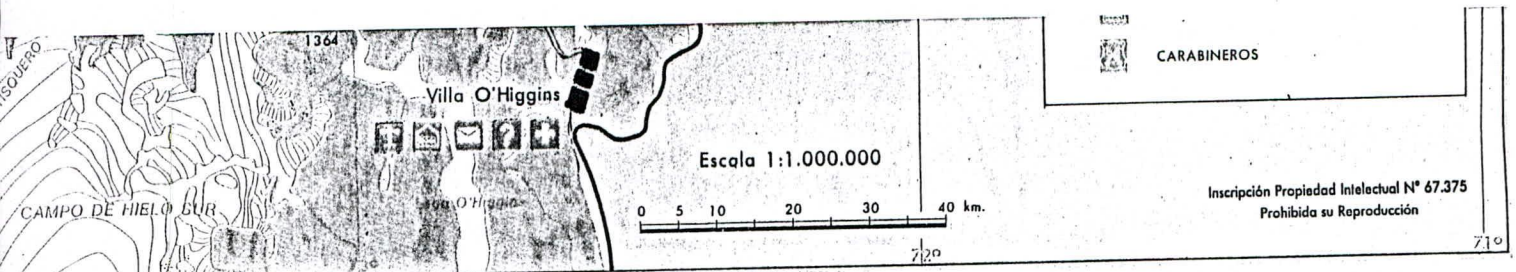 1364
CARABINEROS
Villa O'Higgins
Escala 1:1.000.000
CAMPO DE HIELO SUR
O'Higgins
0 5 10 20 30 40 km.
Inscripción Propiedad Intelectual N° 67.375
Prohibida su Reproducción
72°
71°